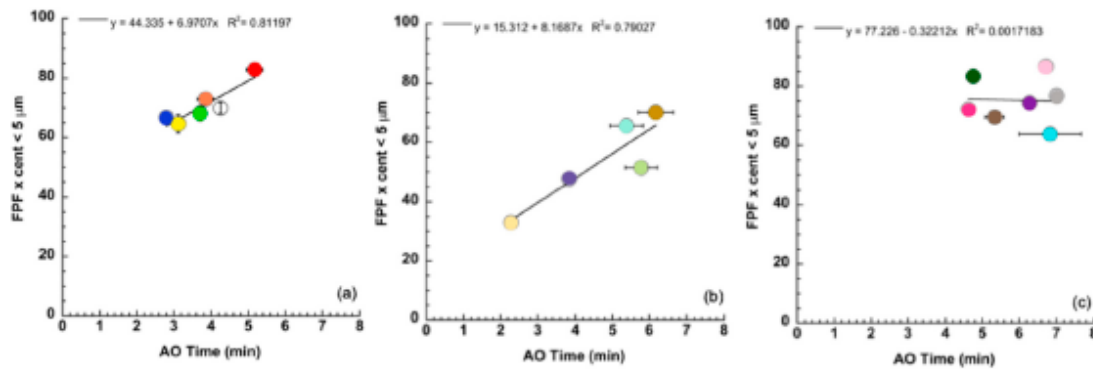 y = 44.335 + 6.9707x R²= 0.81197
100
80
60
40
20
0
FPF x cent < 5 μm
(a)
0 1 2 3 4 5 6 7 8
AO Time (min)
y = 15.312 + 8.1687x R²= 0.79027
100
80
60
40
20
0
FPF x cent < 5 μm
(b)
0 1 2 3 4 5 6 7 8
AO Time (min)
y = 77.226 - 0.32212x R²= 0.0017183
100
80
60
40
20
0
FPF x cent < 5 μm
(c)
0 1 2 3 4 5 6 7 8
AO Time (min)